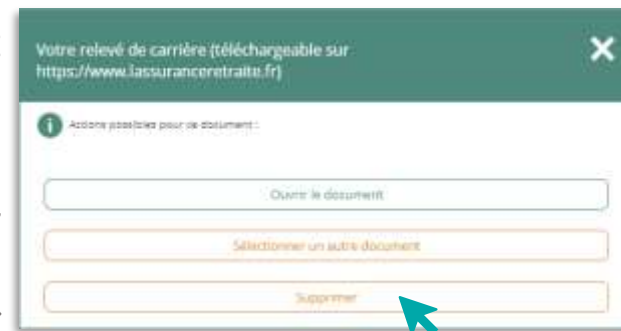 Votre relevé de carrière (téléchargeable sur
https://www.lassuranceretraite.fr)
Actions possibles pour ce document :
Ouvrir le document
Sélectionner un autre document
Supprimer